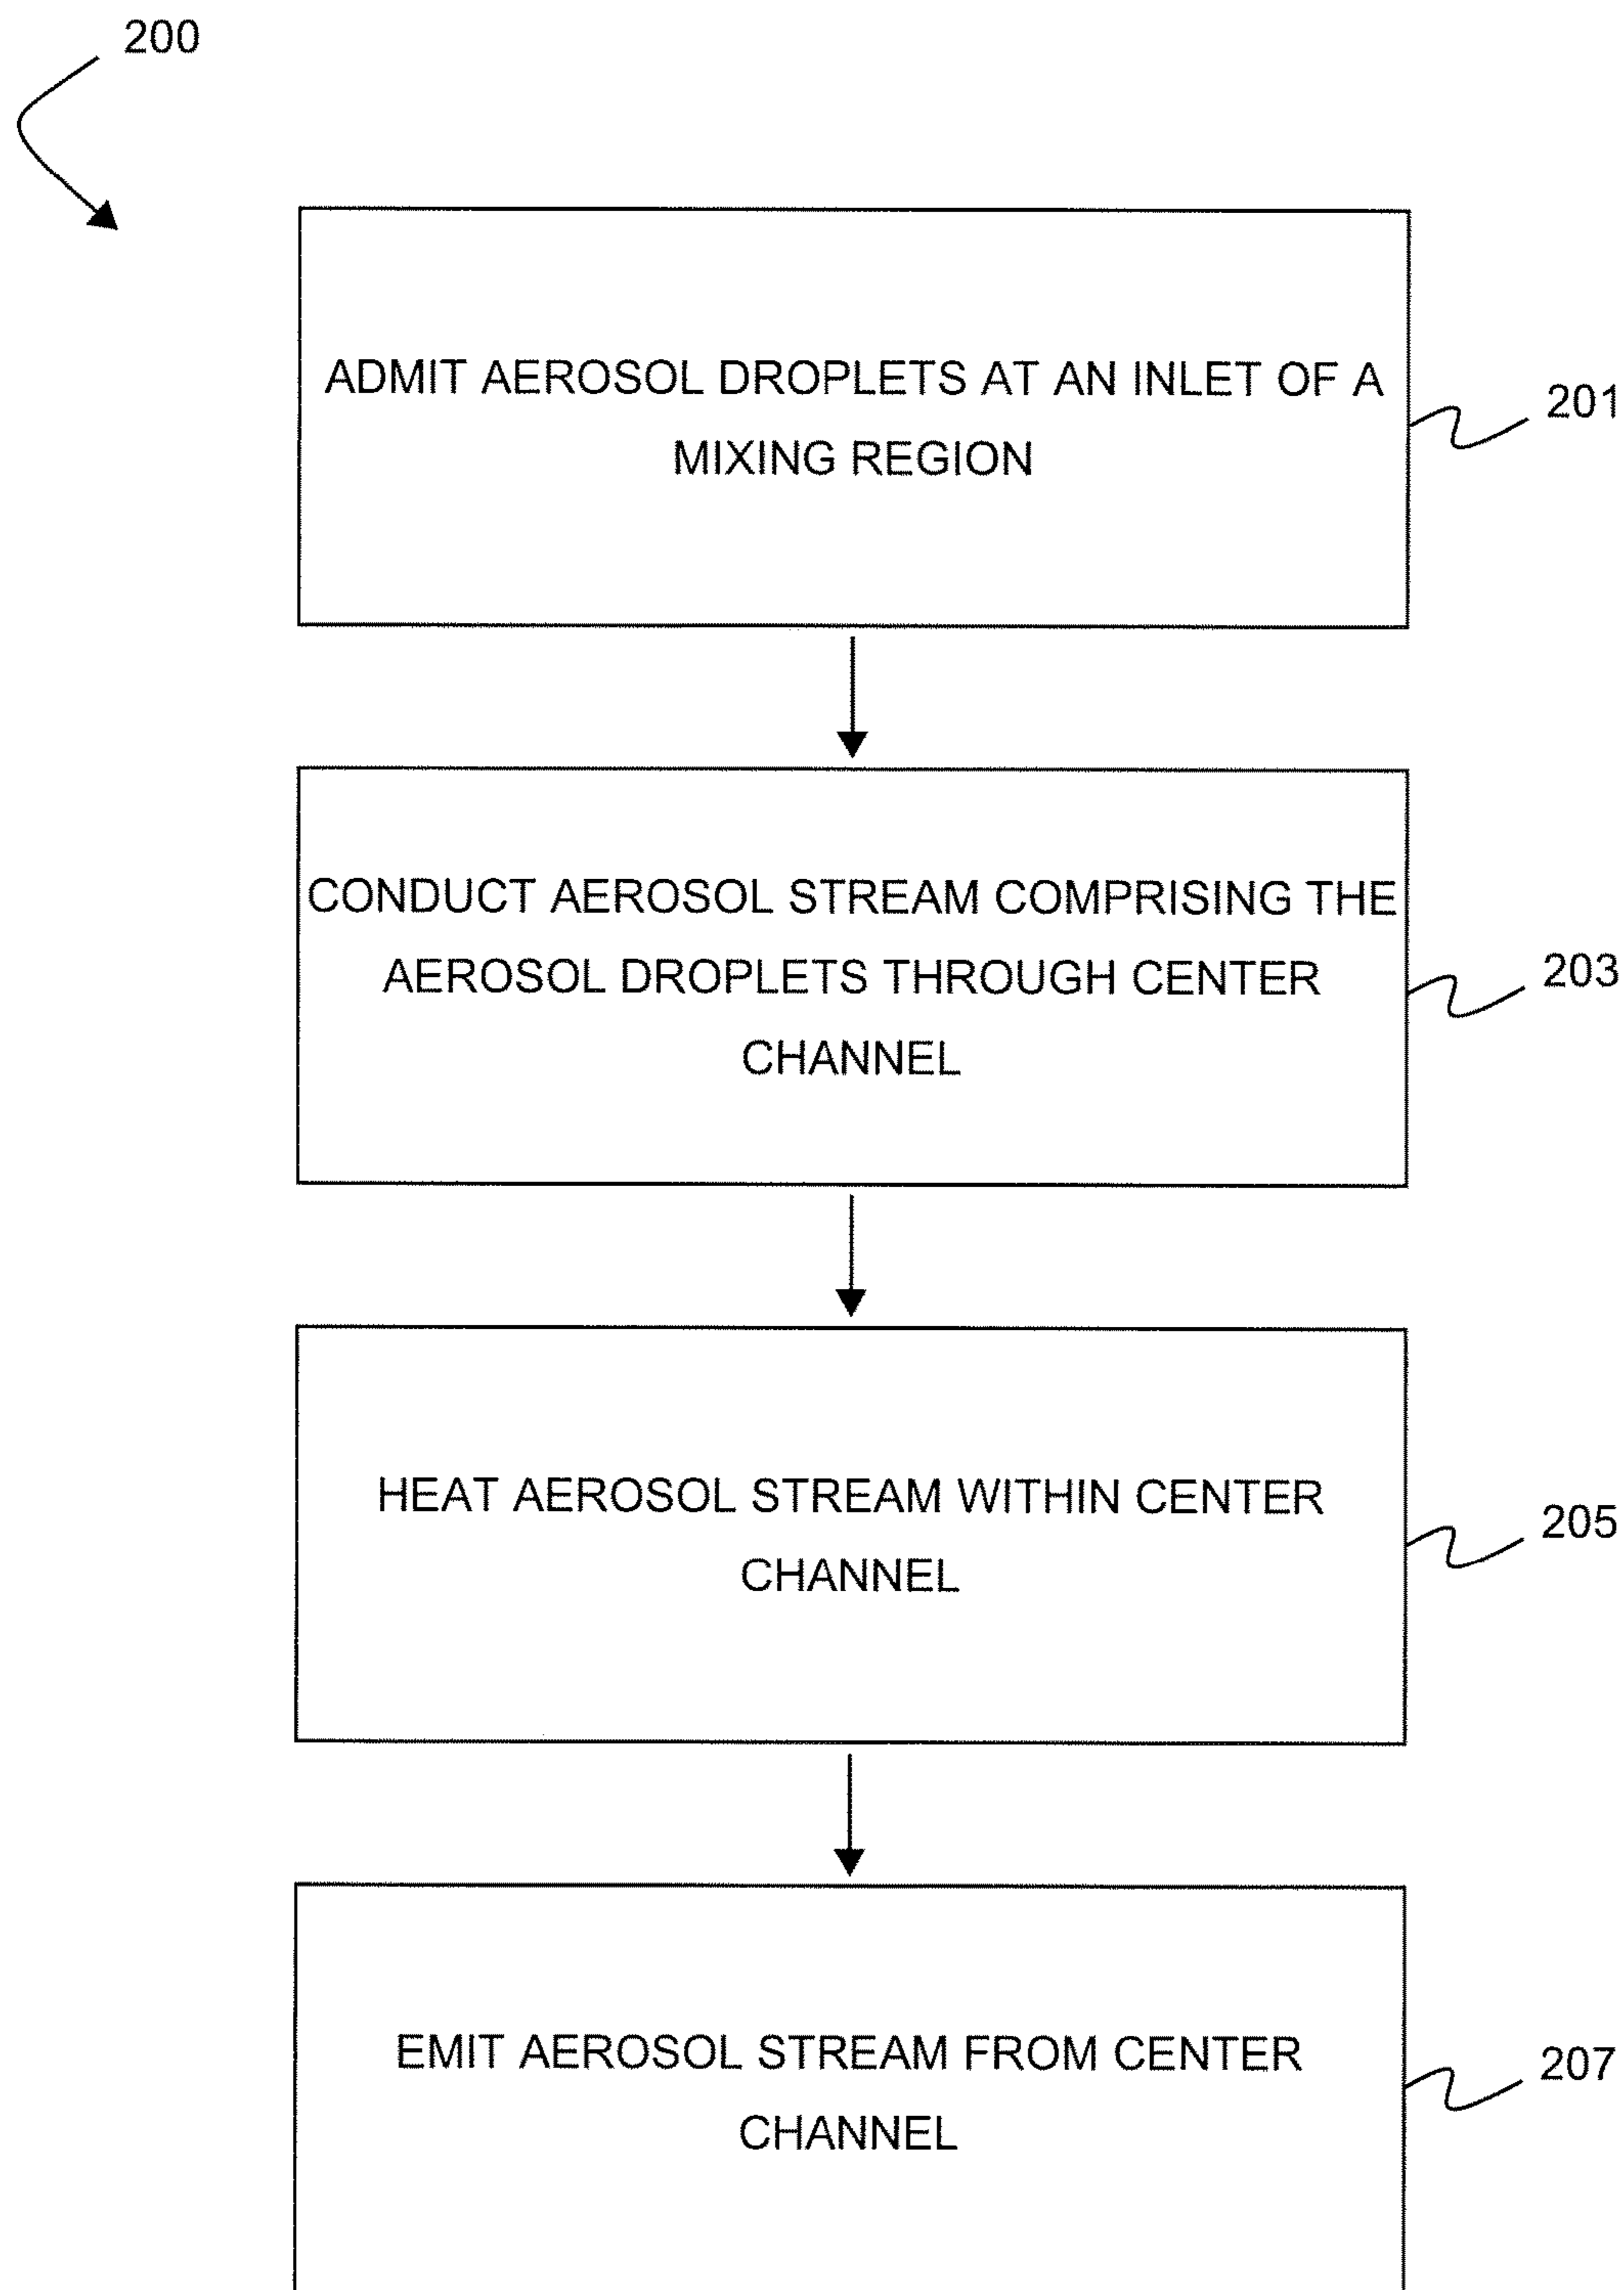 200
ADMIT AEROSOL DROPLETS AT AN INLET OF A
MIXING REGION
201
CONDUCT AEROSOL STREAM COMPRISING THE
AEROSOL DROPLETS THROUGH CENTER
CHANNEL
203
HEAT AEROSOL STREAM WITHIN CENTER
CHANNEL
205
EMIT AEROSOL STREAM FROM CENTER
CHANNEL
207